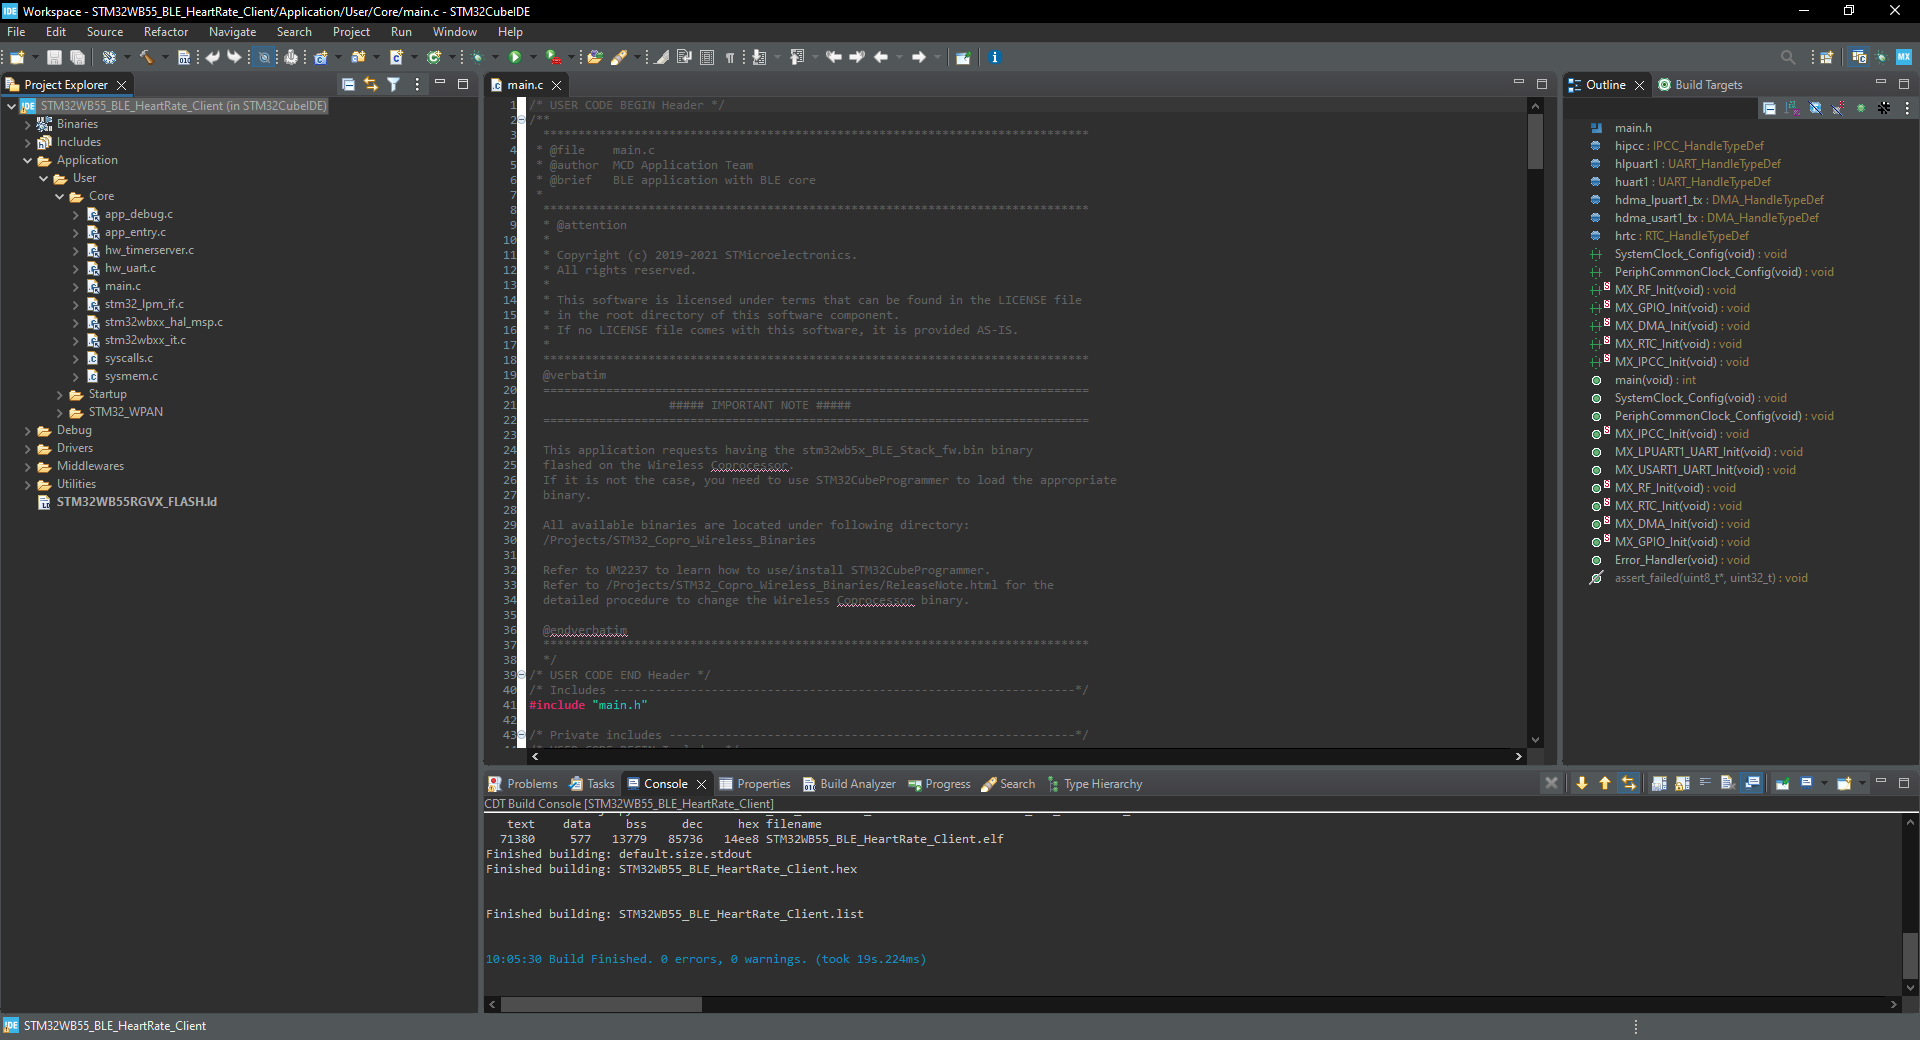 Workspace - STM32WB55_BLE_HeartRate_Client/Application/User/Core/main.c - STM32CubeIDE
File Edit Source Refactor Navigate Search Project Run Window Help
Project Explorer
STM32WB55_BLE_HeartRate_Client (in STM32CubeIDE)
Binaries
Includes
Application
User
Core
app_debug.c
app_entry.c
hw_timerserver.c
hw_uart.c
main.c
stm32_lpm_if.c
stm32wbxx_hal_msp.c
stm32wbxx_it.c
syscalls.c
sysmem.c
Startup
STM32_WPAN
Debug
Drivers
Middlewares
Utilities
STM32WB55RGVX_FLASH.ld
main.c
1 /* USER CODE BEGIN Header */
2 /**
3 ******************************************************************************
4 * @file    main.c
5 * @author  MCD Application Team
6 * @brief   BLE application with BLE core
7 *
8 ******************************************************************************
9 * @attention
10 *
11 * Copyright (c) 2019-2021 STMicroelectronics.
12 * All rights reserved.
13 *
14 * This software is licensed under terms that can be found in the LICENSE file
15 * in the root directory of this software component.
16 * If no LICENSE file comes with this software, it is provided AS-IS.
17 *
18 ******************************************************************************
19 @verbatim
20 ==============================================================================
21 ##### IMPORTANT NOTE #####
22 ==============================================================================
23
24 This application requests having the stm32wb5x_BLE_Stack_fw.bin binary
25 flashed on the Wireless Coprocessor.
26 If it is not the case, you need to use STM32CubeProgrammer to load the appropriate
27 binary.
28
29 All available binaries are located under following directory:
30 /Projects/STM32_Copro_Wireless_Binaries
31
32 Refer to UM2237 to learn how to use/install STM32CubeProgrammer.
33 Refer to /Projects/STM32_Copro_Wireless_Binaries/ReleaseNote.html for the
34 detailed procedure to change the Wireless Coprocessor binary.
35
36 @endverbatim
37 ******************************************************************************
38 */
39 /* USER CODE END Header */
40 /* Includes ------------------------------------------------------------------*/
41 #include "main.h"
42
43 /* Private includes ----------------------------------------------------------*/
Outline Build Targets
main.h
hipcc : IPCC_HandleTypeDef
hlpuart1 : UART_HandleTypeDef
huart1 : UART_HandleTypeDef
hdma_lpuart1_tx : DMA_HandleTypeDef
hdma_usart1_tx : DMA_HandleTypeDef
hrtc : RTC_HandleTypeDef
SystemClock_Config(void) : void
PeriphCommonClock_Config(void) : void
MX_RF_Init(void) : void
MX_GPIO_Init(void) : void
MX_DMA_Init(void) : void
MX_RTC_Init(void) : void
MX_IPCC_Init(void) : void
main(void) : int
SystemClock_Config(void) : void
PeriphCommonClock_Config(void) : void
MX_IPCC_Init(void) : void
MX_LPUART1_UART_Init(void) : void
MX_USART1_UART_Init(void) : void
MX_RF_Init(void) : void
MX_RTC_Init(void) : void
MX_DMA_Init(void) : void
MX_GPIO_Init(void) : void
Error_Handler(void) : void
assert_failed(uint8_t*, uint32_t) : void
Problems Tasks Console Properties Build Analyzer Progress Search Type Hierarchy
CDT Build Console [STM32WB55_BLE_HeartRate_Client]
text data bss dec hex filename
71380 577 13779 85736 14ee8 STM32WB55_BLE_HeartRate_Client.elf
Finished building: default.size.stdout
Finished building: STM32WB55_BLE_HeartRate_Client.hex
Finished building: STM32WB55_BLE_HeartRate_Client.list
10:05:30 Build Finished. 0 errors, 0 warnings. (took 19s.224ms)
STM32WB55_BLE_HeartRate_Client